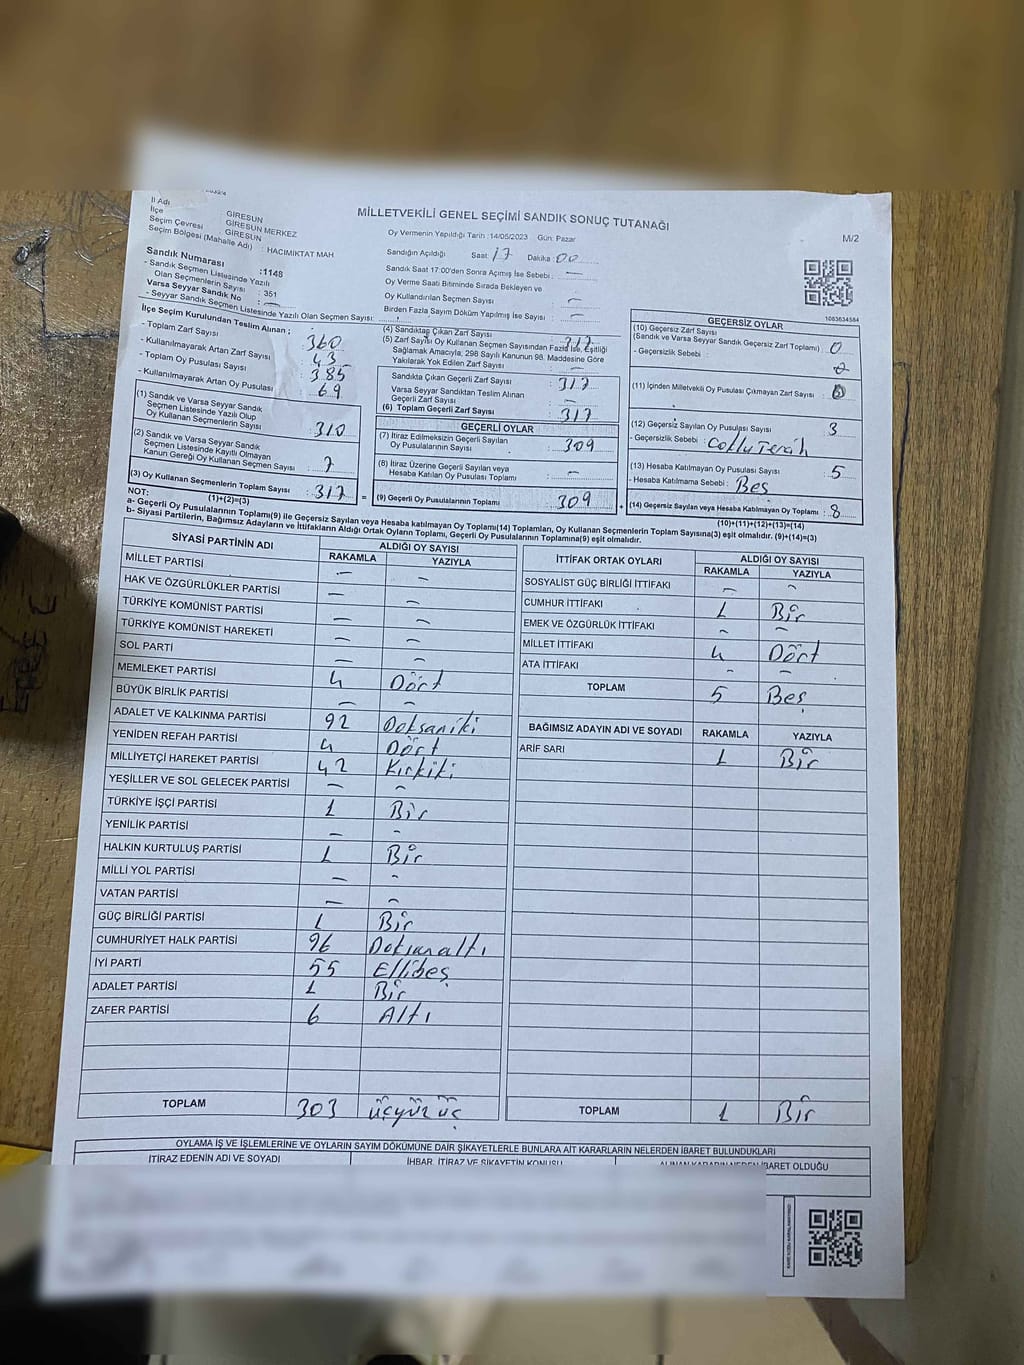 MİLLETVEKİLİ GENEL SEÇİMİ SANDIK SONUÇ TUTANAĞI
M/2
İl Adı : GİRESUN
İlçe : GİRESUN MERKEZ
Seçim Çevresi : GİRESUN
Seçim Bölgesi (Mahalle Adı) : HACIMİKTAT MAH
Sandık Numarası : 1148
- Sandık Seçmen Listesinde Yazılı
Olan Seçmenlerin Sayısı : 351
Varsa Seyyar Sandık No : —
- Seyyar Sandık Seçmen Listesinde Yazılı Olan Seçmen Sayısı:
Oy Vermenin Yapıldığı Tarih :14/05/2023 Gün: Pazar
Sandığın Açıldığı Saat: 17 Dakika: 00
Sandık Saat 17:00'den Sonra Açılmış İse Sebebi : —
Oy Verme Saati Bitiminde Sırada Bekleyen ve
Oy Kullandırılan Seçmen Sayısı : —
Birden Fazla Sayım Döküm Yapılmış İse Sayısı : —
1083634584
İlçe Seçim Kurulundan Teslim Alınan ;
- Toplam Zarf Sayısı : 360
- Kullanılmayarak Artan Zarf Sayısı : 43
- Toplam Oy Pusulası Sayısı : 385
- Kullanılmayarak Artan Oy Pusulası : 69
(1) Sandık ve Varsa Seyyar Sandık
Seçmen Listesinde Yazılı Olup
Oy Kullanan Seçmenlerin Sayısı : 310
(2) Sandık ve Varsa Seyyar Sandık
Seçmen Listesinde Kayıtlı Olmayan
Kanun Gereği Oy Kullanan Seçmen Sayısı : 7
(3) Oy Kullanan Seçmenlerin Toplam Sayısı : 317
(1)+(2)=(3)
(4) Sandıktan Çıkan Zarf Sayısı : 317
(5) Zarf Sayısı Oy Kullanan Seçmen Sayısından Fazla İse, Eşitliği
Sağlamak Amacıyla; 298 Sayılı Kanunun 98. Maddesine Göre
Yakılarak Yok Edilen Zarf Sayısı : —
Sandıkta Çıkan Geçerli Zarf Sayısı : 317
Varsa Seyyar Sandıktan Teslim Alınan
Geçerli Zarf Sayısı : —
(6) Toplam Geçerli Zarf Sayısı : 317
GEÇERLİ OYLAR
(7) İtiraz Edilmeksizin Geçerli Sayılan
Oy Pusulalarının Sayısı : 309
(8) İtiraz Üzerine Geçerli Sayılan veya
Hesaba Katılan Oy Pusulası Toplamı : —
= (9) Geçerli Oy Pusulalarının Toplamı : 309
GEÇERSİZ OYLAR
(10) Geçersiz Zarf Sayısı
(Sandık ve Varsa Seyyar Sandık Geçersiz Zarf Toplamı) : 0
- Geçersizlik Sebebi :
(11) İçinden Milletvekili Oy Pusulası Çıkmayan Zarf Sayısı : 0
(12) Geçersiz Sayılan Oy Pusulası Sayısı : 3
- Geçersizlik Sebebi :
(13) Hesaba Katılmayan Oy Pusulası Sayısı : 5
- Hesaba Katılmama Sebebi : Beş
+ (14) Geçersiz Sayılan veya Hesaba Katılmayan Oy Toplamı : 8
(10)+(11)+(12)+(13)=(14)
NOT:
a- Geçerli Oy Pusulalarının Toplamı(9) ile Geçersiz Sayılan veya Hesaba katılmayan Oy Toplamı(14) Toplamları, Oy Kullanan Seçmenlerin Toplam Sayısına(3) eşit olmalıdır. (9)+(14)=(3)
b- Siyasi Partilerin, Bağımsız Adayların ve İttifakların Aldığı Ortak Oyların Toplamı, Geçerli Oy Pusulalarının Toplamına(9) eşit olmalıdır.
SİYASİ PARTİNİN ADI ALDIĞI OY SAYISI
RAKAMLA YAZIYLA
MİLLET PARTİSİ — —
HAK VE ÖZGÜRLÜKLER PARTİSİ —
TÜRKİYE KOMÜNİST PARTİSİ — —
TÜRKİYE KOMÜNİST HAREKETİ — —
SOL PARTİ — —
MEMLEKET PARTİSİ 4 Dört
BÜYÜK BİRLİK PARTİSİ — —
ADALET VE KALKINMA PARTİSİ 92 Doksaniki
YENİDEN REFAH PARTİSİ 4 Dört
MİLLİYETÇİ HAREKET PARTİSİ 42 Kırkiki
YEŞİLLER VE SOL GELECEK PARTİSİ — —
TÜRKİYE İŞÇİ PARTİSİ 1 Bir
YENİLİK PARTİSİ — —
HALKIN KURTULUŞ PARTİSİ 1 Bir
MİLLİ YOL PARTİSİ — —
VATAN PARTİSİ — —
GÜÇ BİRLİĞİ PARTİSİ 1 Bir
CUMHURİYET HALK PARTİSİ 96 Doksanaltı
İYİ PARTİ 55 Ellibeş
ADALET PARTİSİ 1 Bir
ZAFER PARTİSİ 6 Altı
TOPLAM 303 üçyüz üç
İTTİFAK ORTAK OYLARI ALDIĞI OY SAYISI
RAKAMLA YAZIYLA
SOSYALİST GÜÇ BİRLİĞİ İTTİFAKI — —
CUMHUR İTTİFAKI 1 Bir
EMEK VE ÖZGÜRLÜK İTTİFAKI — —
MİLLET İTTİFAKI 4 Dört
ATA İTTİFAKI — —
TOPLAM 5 Beş
BAĞIMSIZ ADAYIN ADI VE SOYADI RAKAMLA YAZIYLA
ARİF SARI 1 Bir
TOPLAM 1 Bir
OYLAMA İŞ VE İŞLEMLERİNE VE OYLARIN SAYIM DÖKÜMÜNE DAİR ŞİKAYETLERLE BUNLARA AİT KARARLARIN NELERDEN İBARET BULUNDUKLARI
İTİRAZ EDENİN ADI VE SOYADI İHBAR, İTİRAZ VE ŞİKAYETİN KONUSU ALINAN KARARIN NEDEN İBARET OLDUĞU